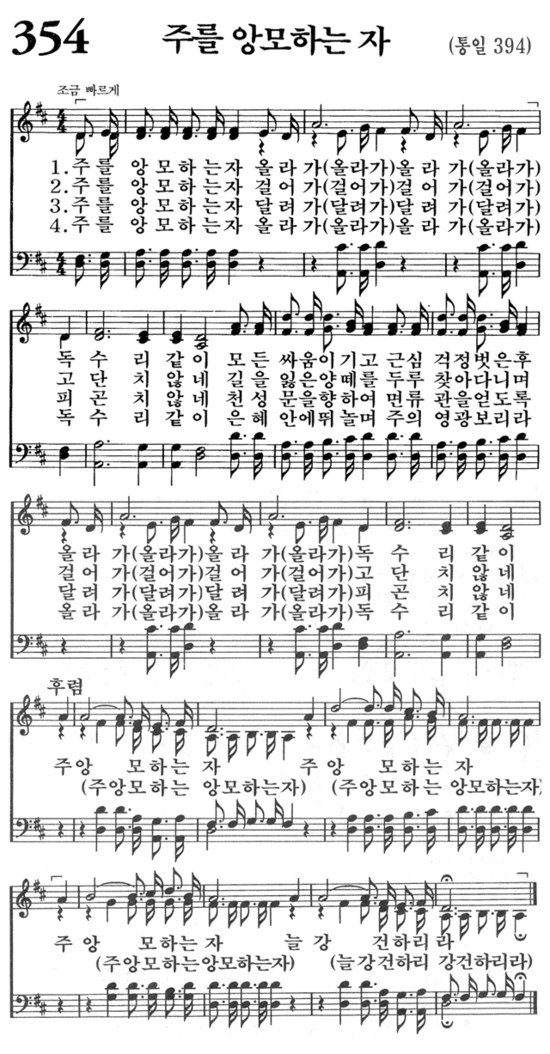 354 주를 앙모하는 자 (통일 394)
조금 빠르게
1.주를 앙모하는자 올라가(올라가)올라가(올라가)
2.주를 앙모하는자 걸어가(걸어가)걸어가(걸어가)
3.주를 앙모하는자 달려가(달려가)달려가(달려가)
4.주를 앙모하는자 올라가(올라가)올라가(올라가)
독수리같이 모든싸움이기고근심걱정벗은후
고단치않네 길을잃은양떼를두루찾아다니며
피곤치않네 천성문을향하여면류관을얻도록
독수리같이 은혜안에뛰놀며주의영광보리라
올라가(올라가)올라가(올라가)독수리같이
걸어가(걸어가)걸어가(걸어가)고단치않네
달려가(달려가)달려가(달려가)피곤치않네
올라가(올라가)올라가(올라가)독수리같이
후렴
주앙 모하는 자 주앙 모하는 자
(주앙모하는 앙모하는자) (주앙모하는 앙모하는자)
주앙 모하는자 늘강 건하리라
(주앙모하는앙모하는자) (늘강건하리 강건하리라)